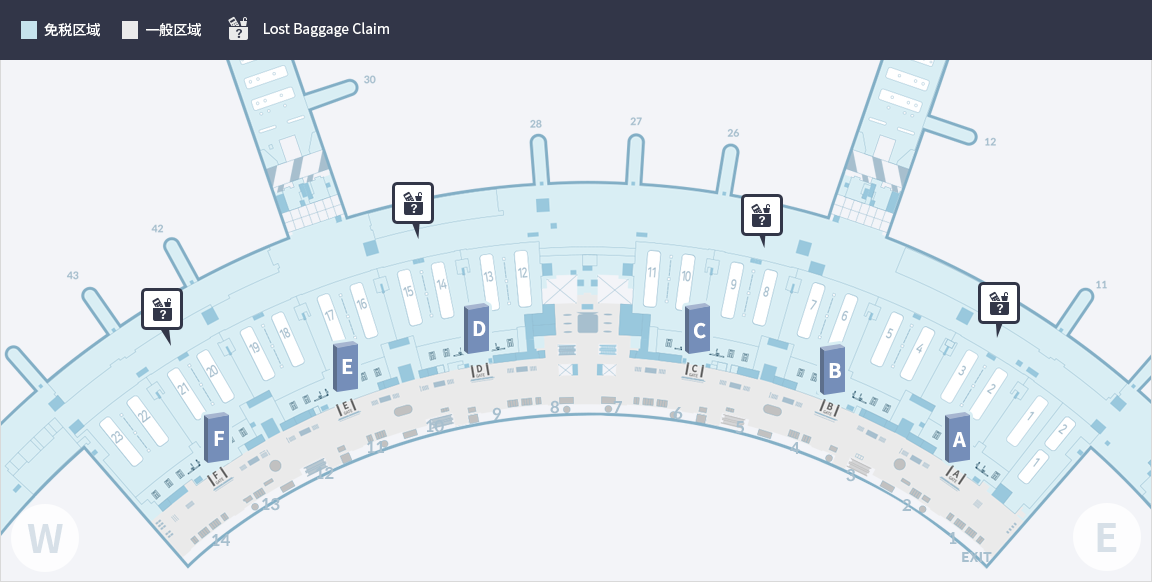 免税区域 一般区域 ? Lost Baggage Claim
30
12
28 27 26
? ?
42
43
11
? ?
23 22 21 20 19 18 17 16 15 14 13 12 11 10 9 8 7 6 5 4 3 2 1 2 1
F E D C B A
F E D C B A
14 13 12 11 10 9 8 7 6 5 4 3 2 1
EXIT
W E